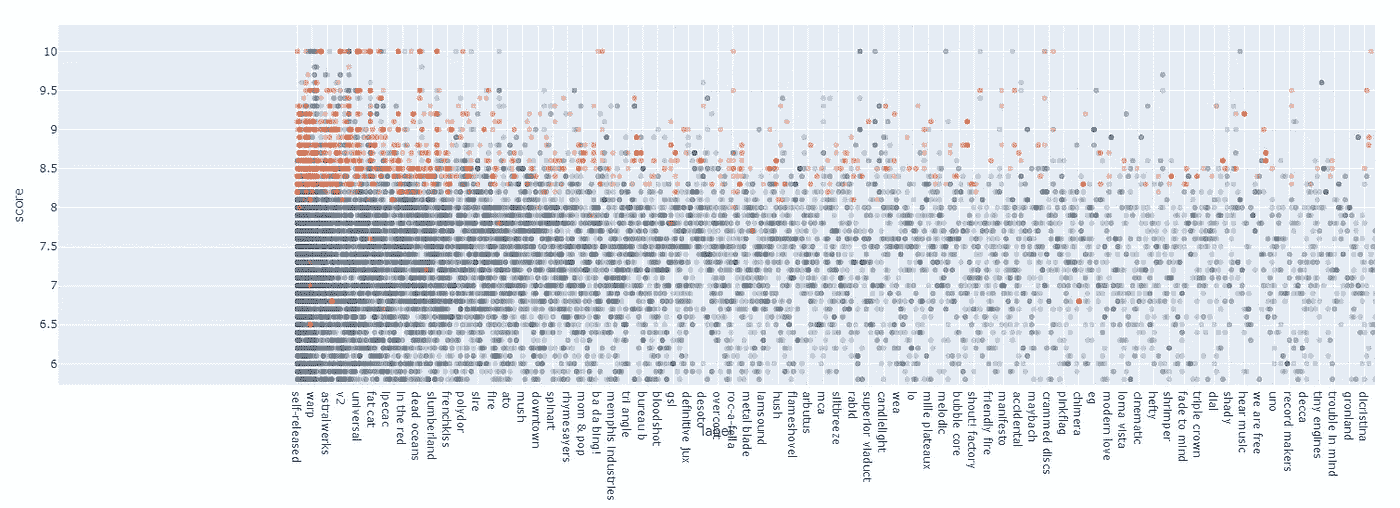 10
9.5
9
8.5
8
7.5
7
6.5
6
score
self-released
warp
astralwerks
v2
universal
fat cat
ipecac
in the red
dead oceans
slumberland
frenchkiss
polydor
sire
fire
ato
mush
downtown
spinart
rhymesayers
mom & pop
ba da bing!
memphis industries
tri angle
bureau b
bloodshot
gsl
definitive jux
desoto
overcoat
roc-a-fella
metal blade
iamsound
hush
flameshovel
arbutus
mca
siltbreeze
rabid
superior viaduct
candlelight
wea
lo
mille plateaux
melodic
bubble core
shout! factory
friendly fire
manifesto
accidental
maybach
crammed discs
pinkflag
chimera
eg
modern love
loma vista
cinematic
hefty
shrimper
fade to mind
triple crown
dial
shady
hear music
we are free
uno
record makers
decca
tiny engines
trouble in mind
gronland
dicristina
label